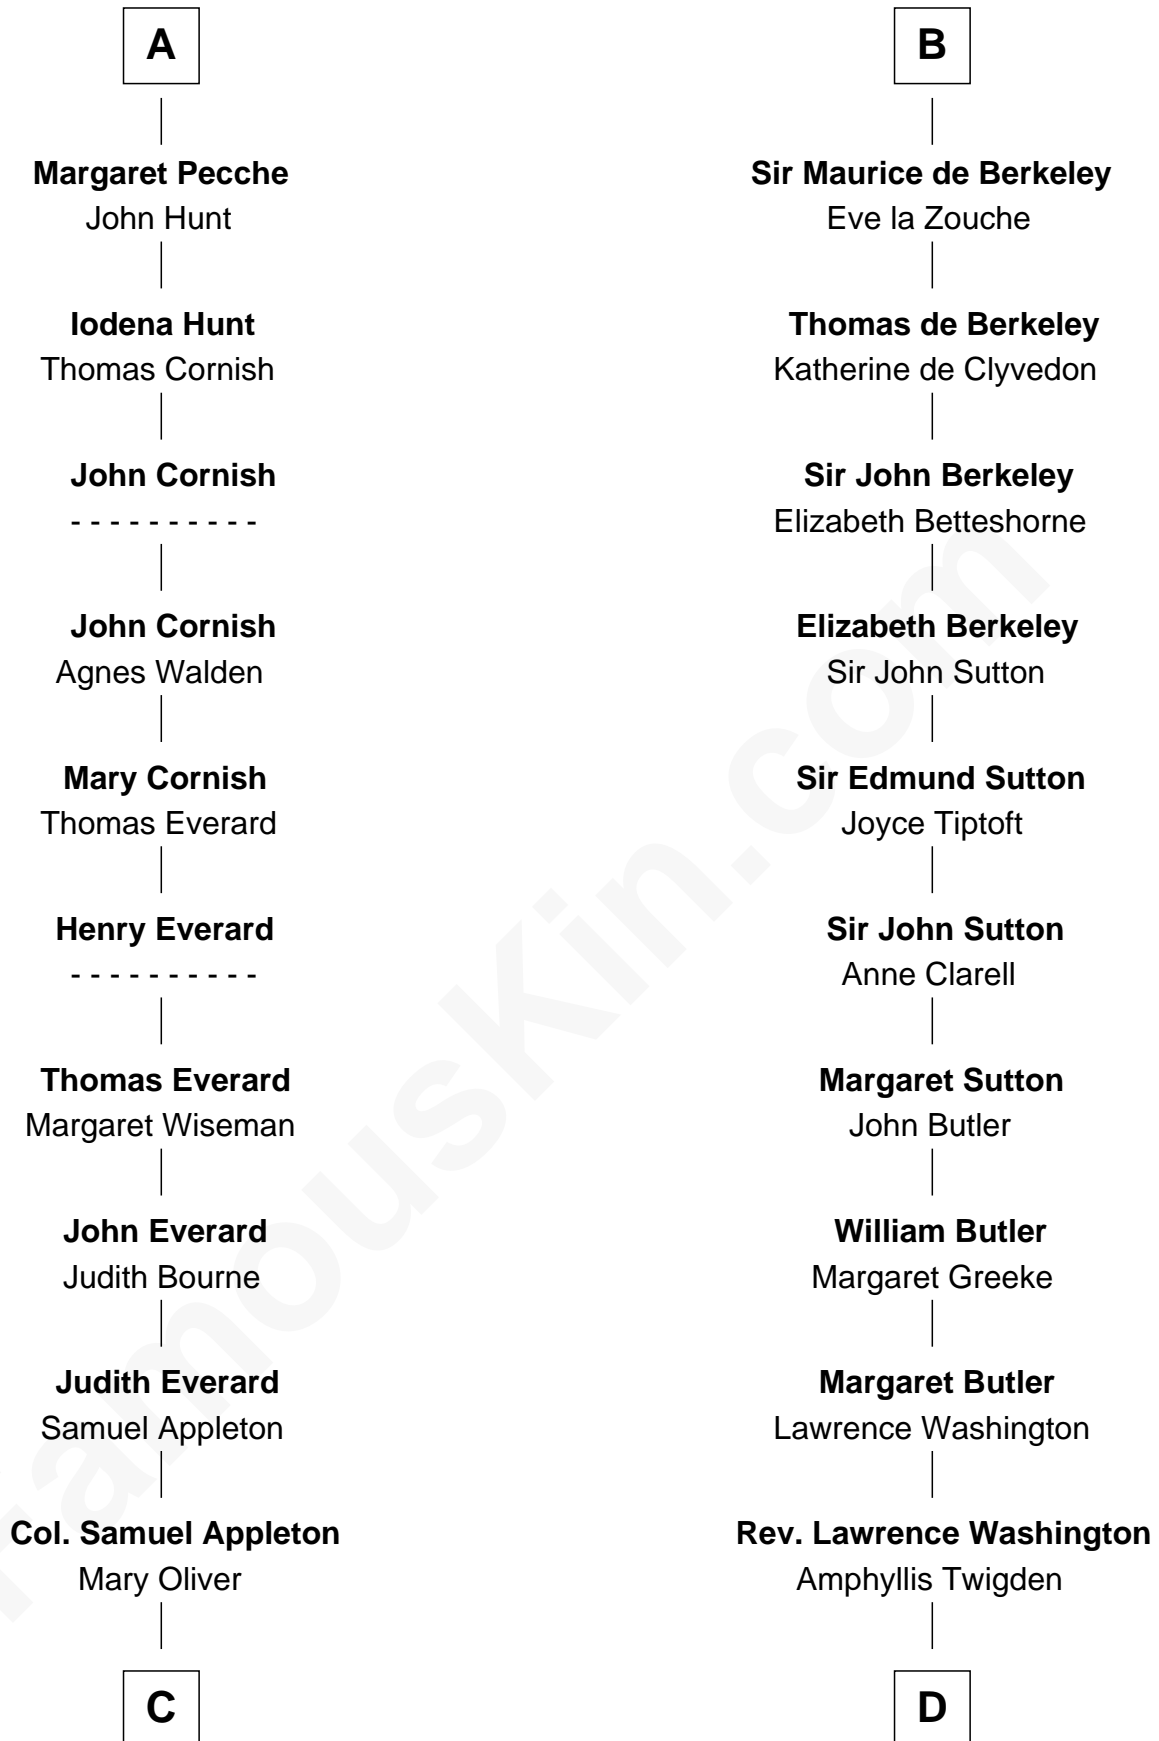 A
Margaret Pecche
John Hunt
Iodena Hunt
Thomas Cornish
John Cornish
- - - - - - - - - -
John Cornish
Agnes Walden
Mary Cornish
Thomas Everard
Henry Everard
- - - - - - - - - -
Thomas Everard
Margaret Wiseman
John Everard
Judith Bourne
Judith Everard
Samuel Appleton
Col. Samuel Appleton
Mary Oliver
C
B
Sir Maurice de Berkeley
Eve la Zouche
Thomas de Berkeley
Katherine de Clyvedon
Sir John Berkeley
Elizabeth Betteshorne
Elizabeth Berkeley
Sir John Sutton
Sir Edmund Sutton
Joyce Tiptoft
Sir John Sutton
Anne Clarell
Margaret Sutton
John Butler
William Butler
Margaret Greeke
Margaret Butler
Lawrence Washington
Rev. Lawrence Washington
Amphyllis Twigden
D
FamousKin.com